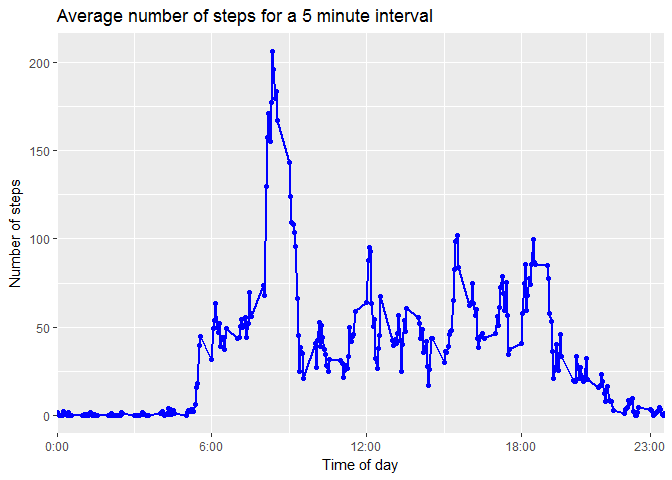 Average number of steps for a 5 minute interval
200
150
100
50
0
Number of steps
0:00 6:00 12:00 18:00 23:00
Time of day